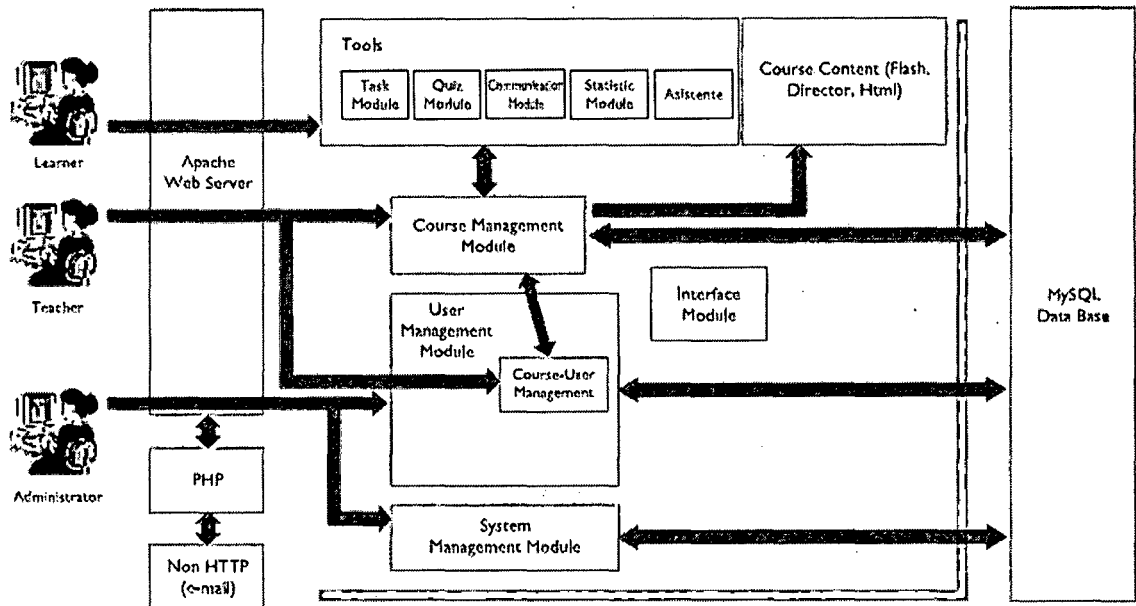 Learner
Teacher
Administrator
Apache
Web Server
PHP
Non HTTP
(e-mail)
Tools
Task
Module
Quiz
Module
Communication
Module
Statistic
Module
Asistente
Course Content (Flash,
Director, Html)
Course Management
Module
User
Management
Module
Course-User
Management
Interface
Module
System
Management Module
MySQL
Data Base